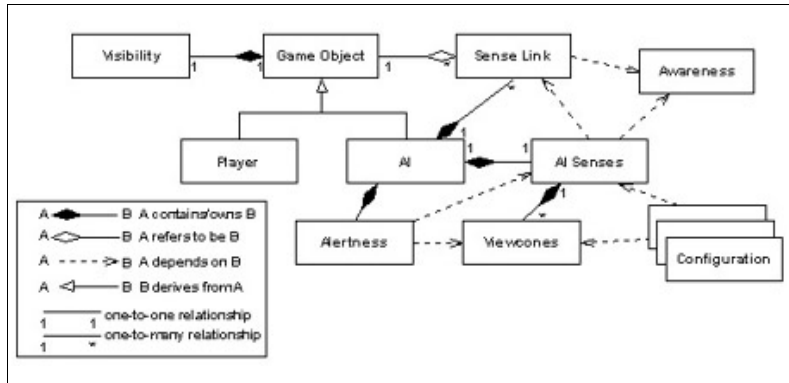 Visibility
1
1
Game Object
1
*
Sense Link
Awareness
*
1
Player
AI
1
1
AI Senses
1
*
Alertness
Viewcones
Configuration
A B A contains/owns B
A B A refers to be B
A B A depends on B
A B B derives from A
one-to-one relationship
1 1
one-to-many relationship
1 *